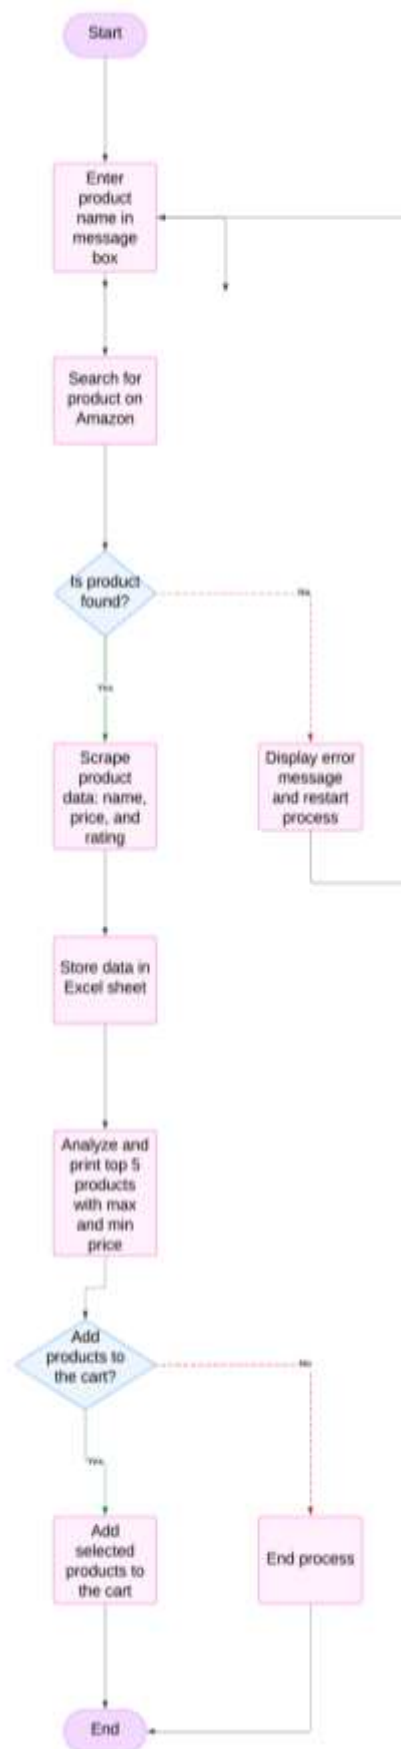 Start
Enter
product
name in
message
box
Search for
product on
Amazon
Is product
found?
No
Yes
Scrape
product
data: name,
price, and
rating
Display error
message
and restart
process
Store data in
Excel sheet
Analyze and
print top 5
products
with max
and min
price
Add
products to
the cart?
No
Yes
Add
selected
products to
the cart
End process
End